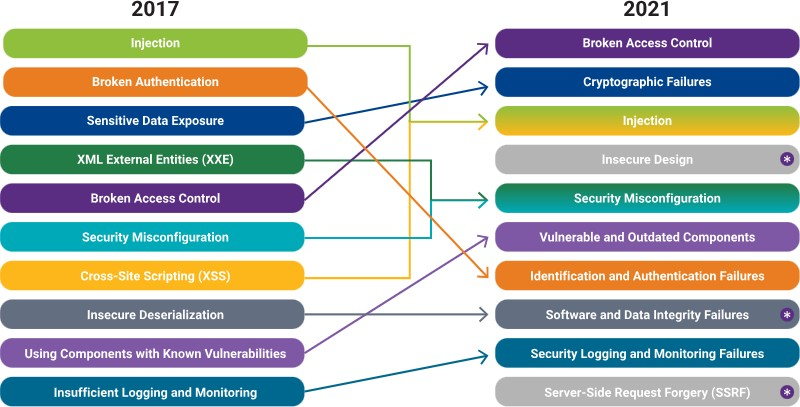 2017
2021
Injection
Broken Authentication
Sensitive Data Exposure
XML External Entities (XXE)
Broken Access Control
Security Misconfiguration
Cross-Site Scripting (XSS)
Insecure Deserialization
Using Components with Known Vulnerabilities
Insufficient Logging and Monitoring
Broken Access Control
Cryptographic Failures
Injection
Insecure Design *
Security Misconfiguration
Vulnerable and Outdated Components
Identification and Authentication Failures
Software and Data Integrity Failures *
Security Logging and Monitoring Failures
Server-Side Request Forgery (SSRF) *